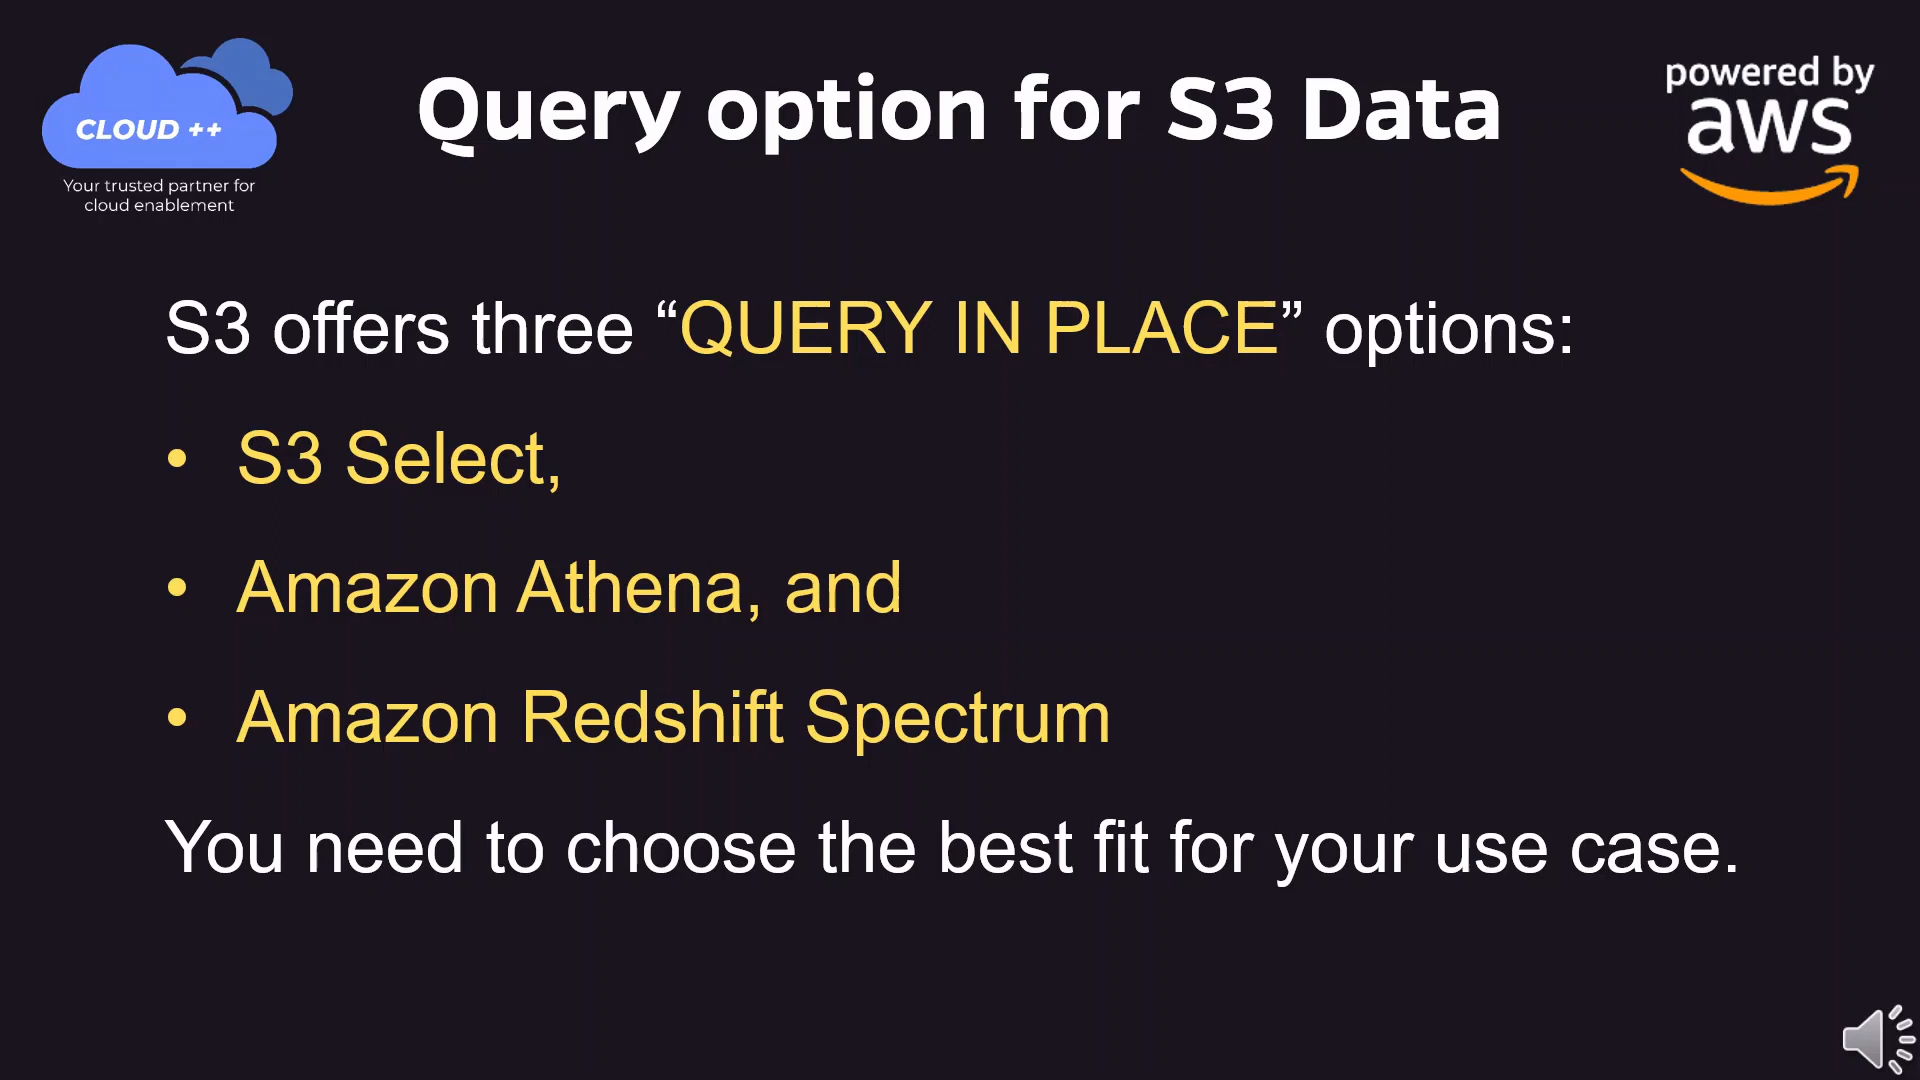 CLOUD ++
Your trusted partner for
cloud enablement
Query option for S3 Data
powered by
aws
S3 offers three “QUERY IN PLACE” options:
• S3 Select,
• Amazon Athena, and
• Amazon Redshift Spectrum
You need to choose the best fit for your use case.